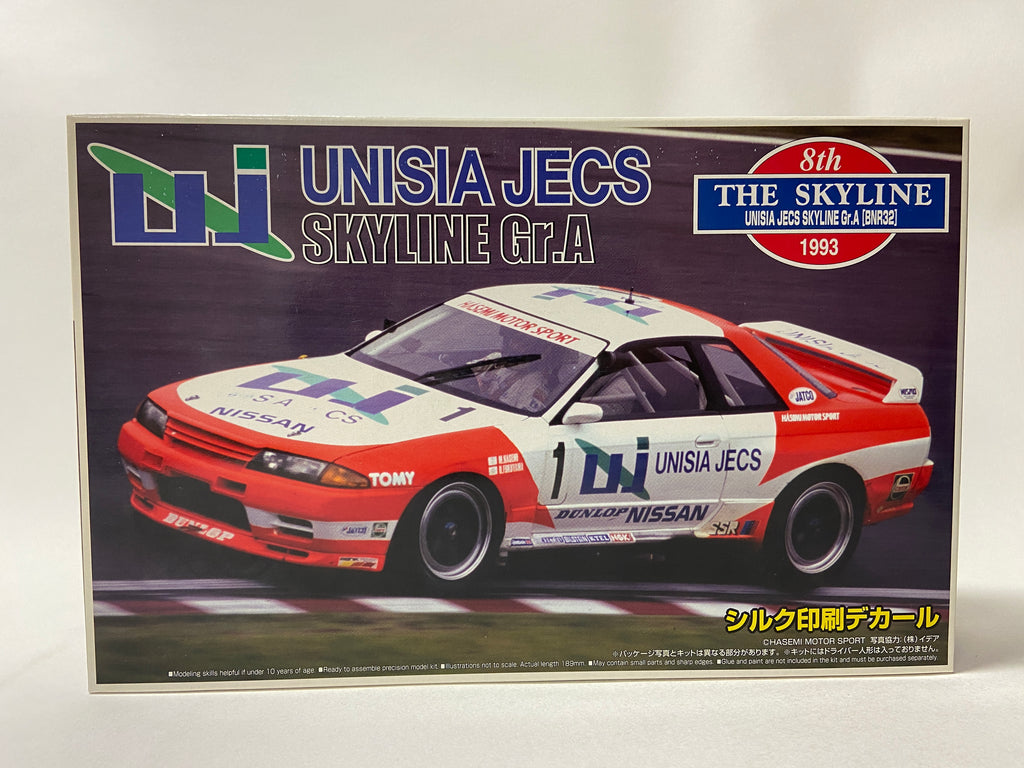 UJ
UNISIA JECS
SKYLINE Gr.A
8th
THE SKYLINE
UNISIA JECS SKYLINE Gr.A [BNR32]
1993
HASEMI MOTOR SPORT
UJ
NISSAN
1
TOMY
DUNLOP
M.HASEMI
1
UJ UNISIA JECS
DUNLOP NISSAN
SSR
NGK
JATCO
HASEMI MOTOR SPORT
JATCO
シルク印刷デカール
©HASEMI MOTOR SPORT 写真協力:(株)イデア
※パッケージ写真とキットは異なる部分があります。 ※キットにはドライバー人形は入っておりません。
■Modeling skills helpful if under 10 years of age. ■Ready to assemble precision model kit. ■Illustrations not to scale. Actual length 189mm. ■May contain small parts and sharp edges. ■Glue and paint are not included in the kit and must be purchased separately.